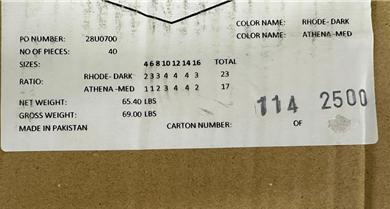 COLOR NAME: RHODE- DARK
PO NUMBER: 28U0700 COLOR NAME: ATHENA -MED
NO OF PIECES: 40
SIZES: 4 6 8 10 12 14 16 TOTAL
RATIO: RHODE- DARK 2 3 3 4 4 4 3 23
ATHENA -MED 1 1 2 3 4 4 2 17
NET WEIGHT: 65.40 LBS
GROSS WEIGHT: 69.00 LBS
114 2500
MADE IN PAKISTAN CARTON NUMBER: OF